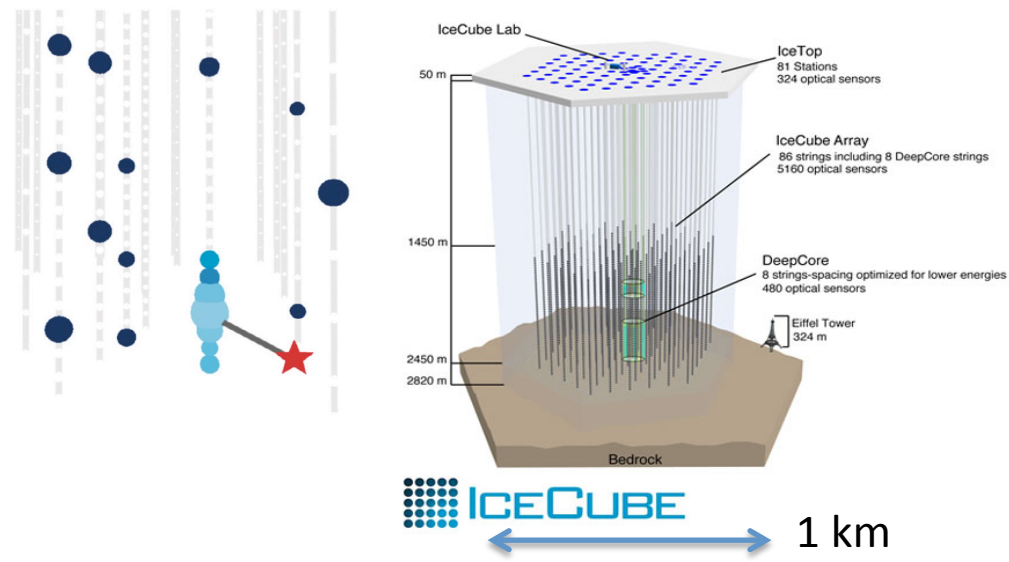 IceCube Lab
IceTop
81 Stations
324 optical sensors
50 m
IceCube Array
86 strings including 8 DeepCore strings
5160 optical sensors
1450 m
DeepCore
8 strings-spacing optimized for lower energies
480 optical sensors
Eiffel Tower
324 m
2450 m
2820 m
Bedrock
ICECUBE
1 km